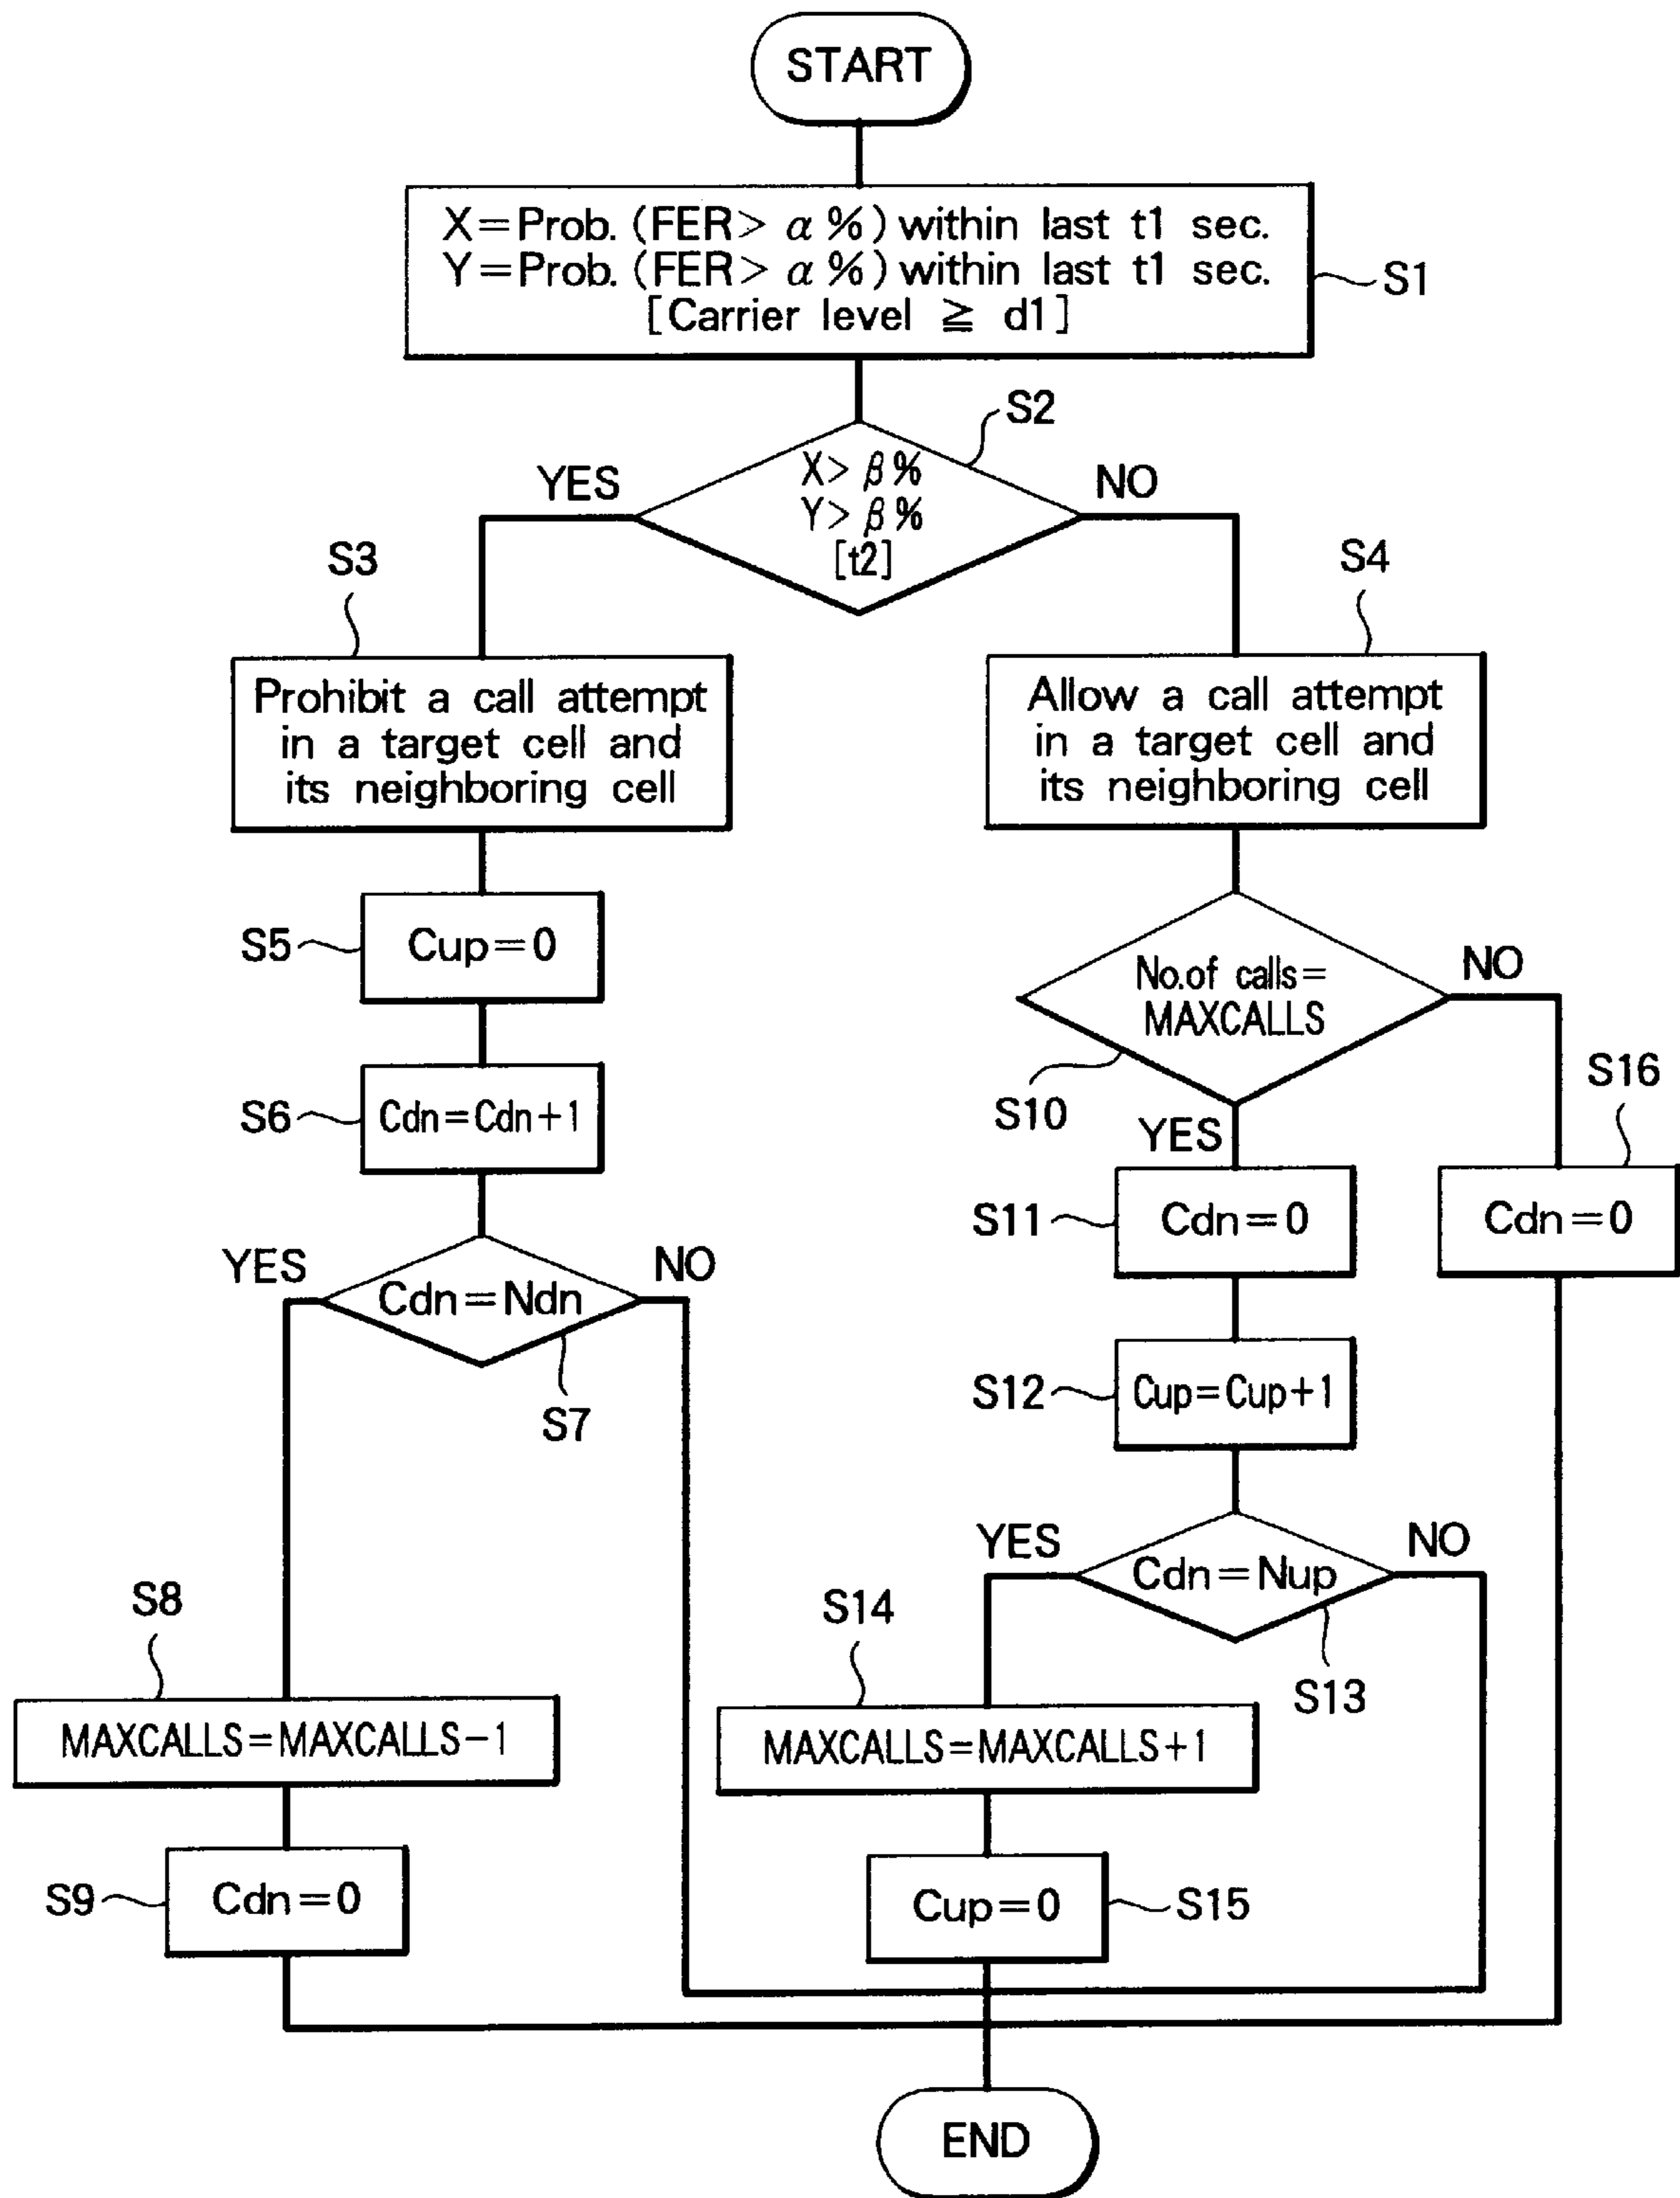 START
X=Prob. (FER> α %) within last t1 sec.
Y=Prob. (FER> α %) within last t1 sec.
[Carrier level ≧ d1]
S1
S2
X> β %
Y> β %
[t2]
YES
NO
S3
Prohibit a call attempt
in a target cell and
its neighboring cell
S4
Allow a call attempt
in a target cell and
its neighboring cell
S5
Cup=0
S6
Cdn=Cdn+1
YES
Cdn=Ndn
NO
S7
S8
MAXCALLS=MAXCALLS-1
S9
Cdn=0
No.of calls=
MAXCALLS
NO
S10
YES
S16
Cdn=0
S11
Cdn=0
S12
Cup=Cup+1
YES
Cdn=Nup
NO
S13
S14
MAXCALLS=MAXCALLS+1
Cup=0
S15
END